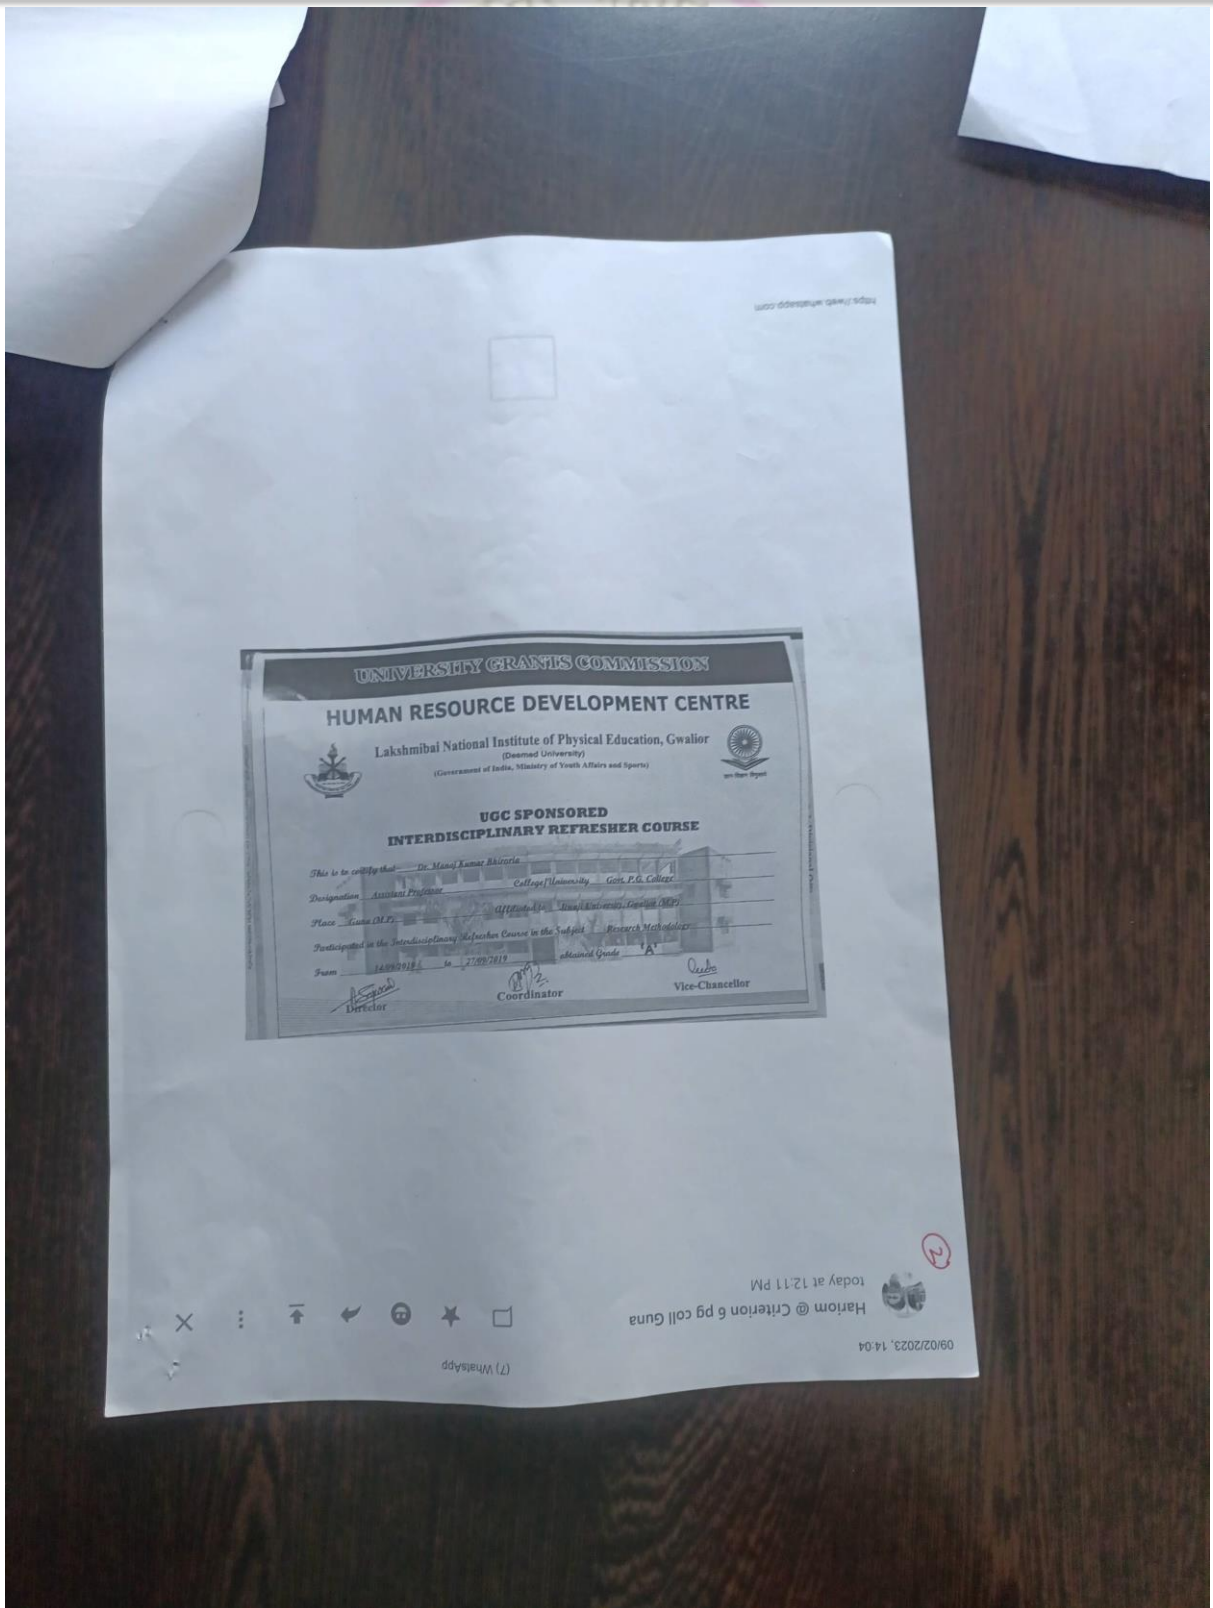 https://web.whatsapp.com
UNIVERSITY GRANTS COMMISSION
HUMAN RESOURCE DEVELOPMENT CENTRE
Lakshmibai National Institute of Physical Education, Gwalior
(Deemed University)
(Government of India, Ministry of Youth Affairs and Sports)
UGC SPONSORED
INTERDISCIPLINARY REFRESHER COURSE
This is to certify that Dr. Manoj Kumar
Designation Assistant Professor College/University Govt. P.G. College
Place Guna (M.P) Affiliated to Jiwaji University, Gwalior (M.P)
Participated in the Interdisciplinary Refresher Course in the Subject Research Methodology
From to 27/09/2019 obtained Grade 'A'
Director
Coordinator
Vice-Chancellor
2
today at 12:11 PM
Hariom @ Criterion 6 pg coll Guna
09/02/2023, 14:04
(7) WhatsApp